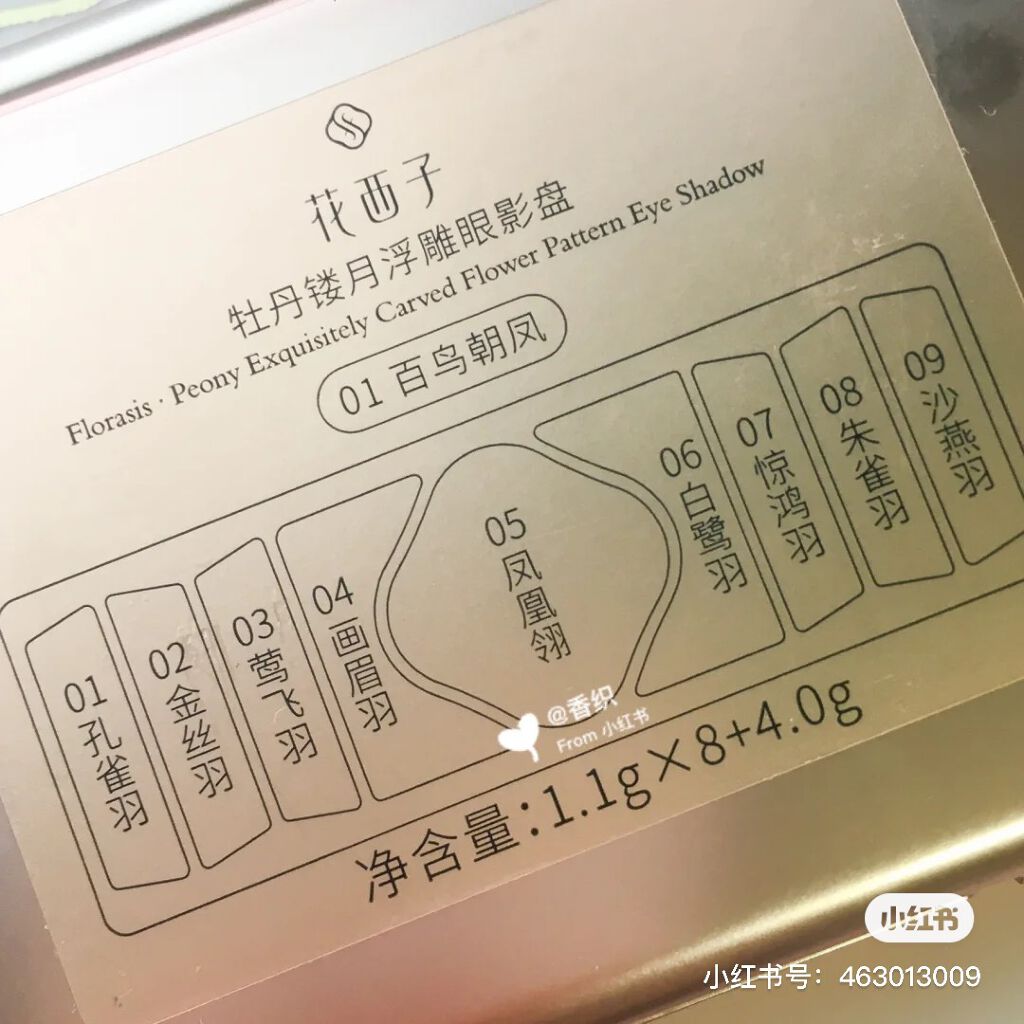 花西子
牡丹镂月浮雕眼影盘
Florasis · Peony Exquisitely Carved Flower Pattern Eye Shadow
01 百鸟朝凤
01 孔雀羽
02 金丝羽
03 莺飞羽
04 画眉羽
05 凤凰翎
06 白鹭羽
07 惊鸿羽
08 朱雀羽
09 沙燕羽
净含量:1.1g×8+4.0g
@香织
From 小红书
小红书
小红书号：463013009